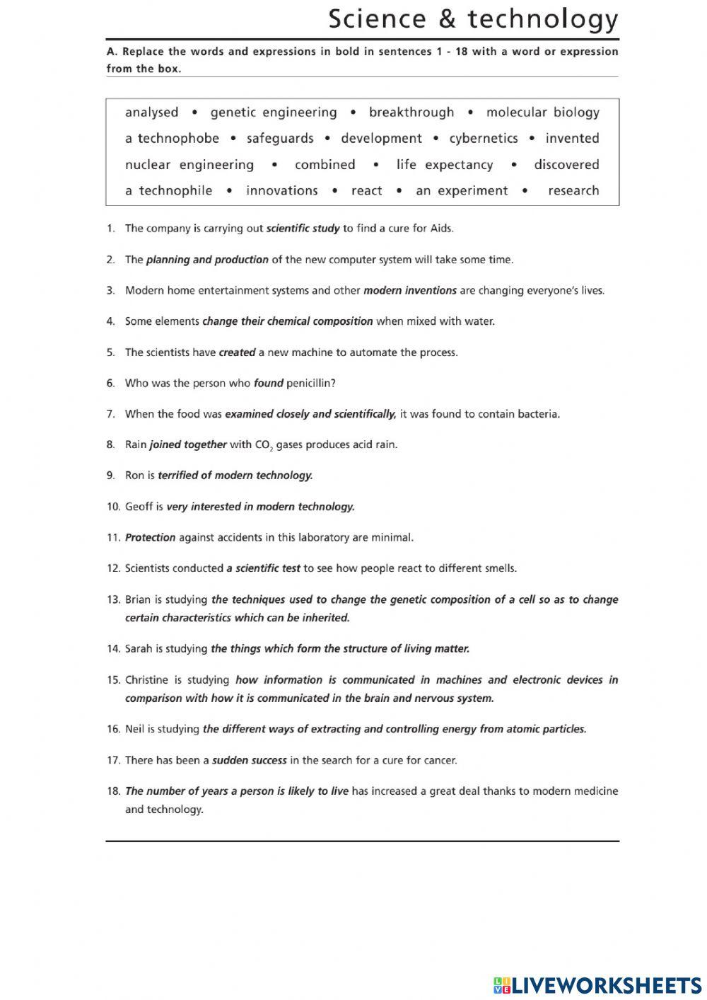 Science & technology
A. Replace the words and expressions in bold in sentences 1 - 18 with a word or expression
from the box.
analysed • genetic engineering • breakthrough • molecular biology
a technophobe • safeguards • development • cybernetics • invented
nuclear engineering • combined • life expectancy • discovered
a technophile • innovations • react • an experiment • research
1. The company is carrying out scientific study to find a cure for Aids.
2. The planning and production of the new computer system will take some time.
3. Modern home entertainment systems and other modern inventions are changing everyone's lives.
4. Some elements change their chemical composition when mixed with water.
5. The scientists have created a new machine to automate the process.
6. Who was the person who found penicillin?
7. When the food was examined closely and scientifically, it was found to contain bacteria.
8. Rain joined together with CO2 gases produces acid rain.
9. Ron is terrified of modern technology.
10. Geoff is very interested in modern technology.
11. Protection against accidents in this laboratory are minimal.
12. Scientists conducted a scientific test to see how people react to different smells.
13. Brian is studying the techniques used to change the genetic composition of a cell so as to change
certain characteristics which can be inherited.
14. Sarah is studying the things which form the structure of living matter.
15. Christine is studying how information is communicated in machines and electronic devices in
comparison with how it is communicated in the brain and nervous system.
16. Neil is studying the different ways of extracting and controlling energy from atomic particles.
17. There has been a sudden success in the search for a cure for cancer.
18. The number of years a person is likely to live has increased a great deal thanks to modern medicine
and technology.
LIVE LIVEWORKSHEETS